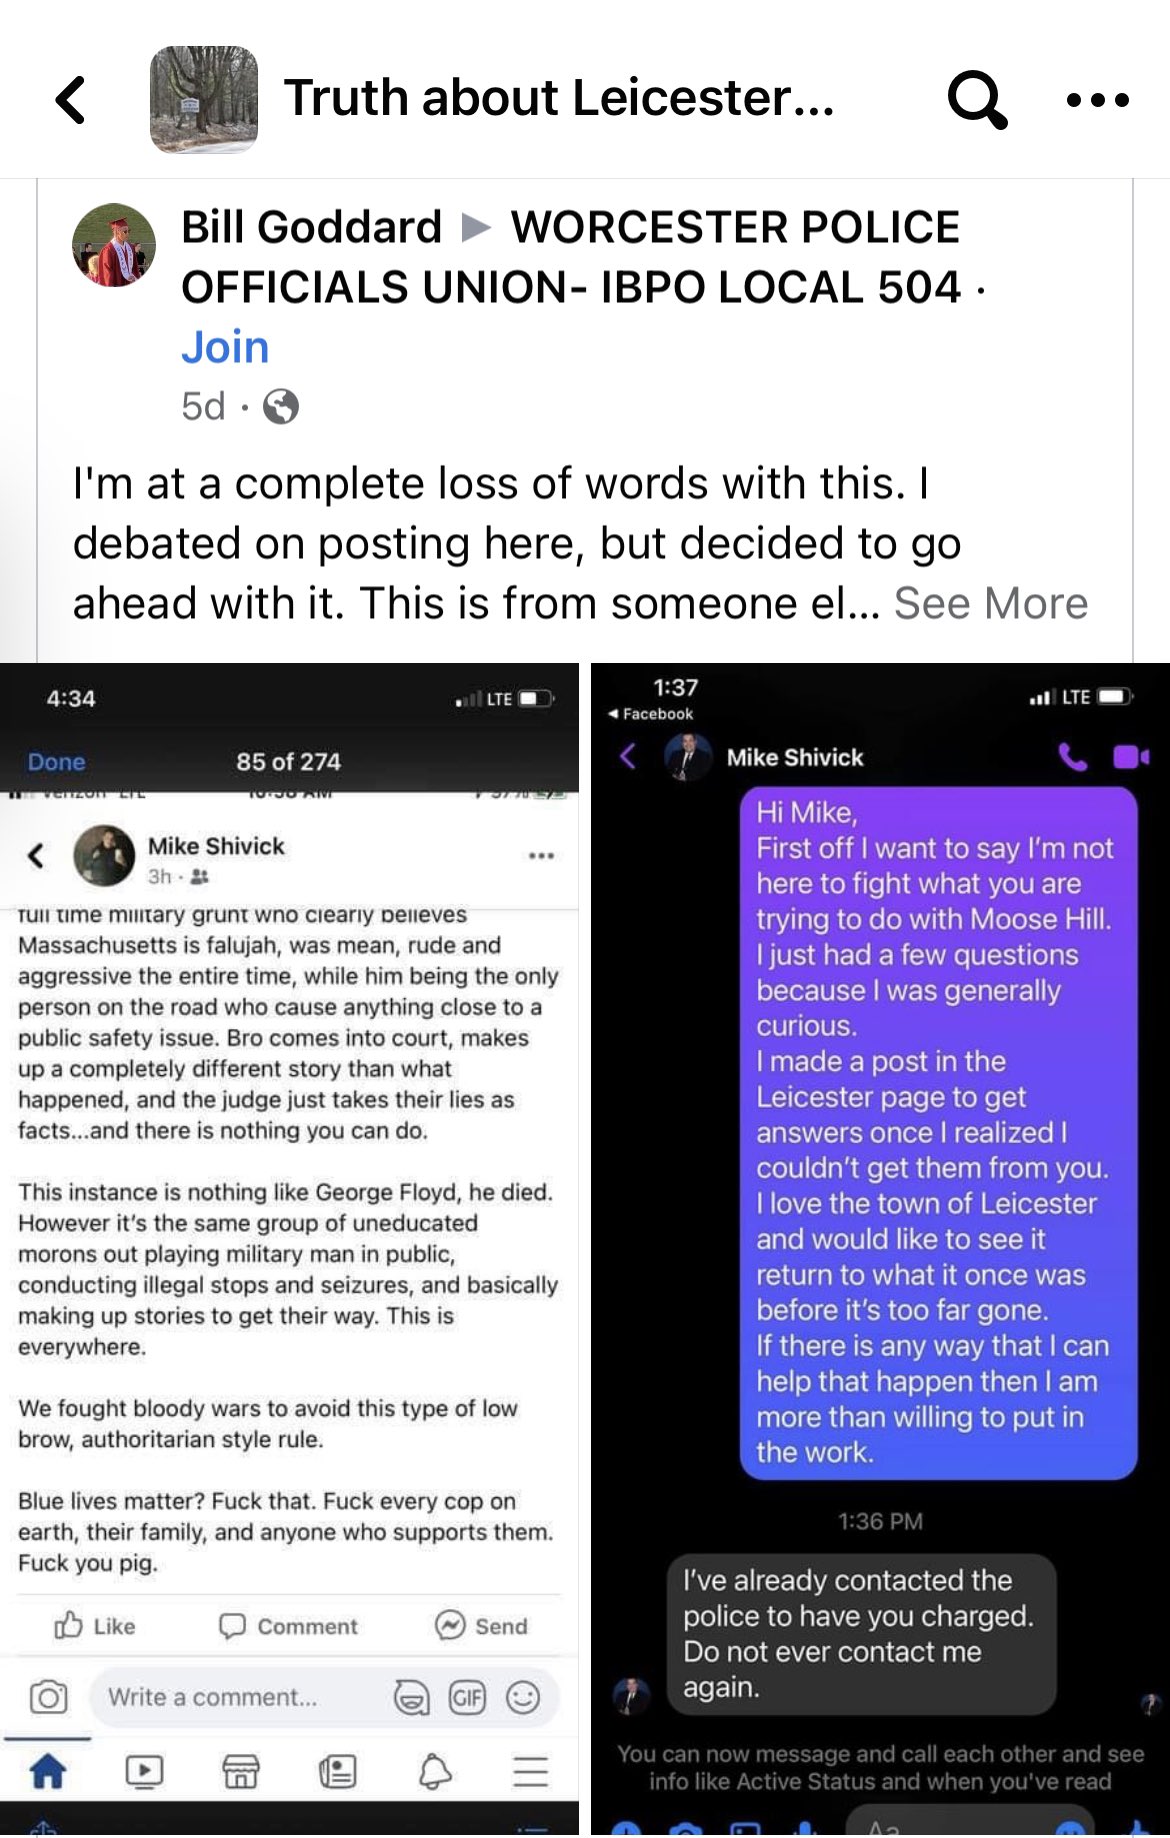 Truth about Leicester...
Bill Goddard ▶ WORCESTER POLICE
OFFICIALS UNION- IBPO LOCAL 504 ·
Join
5d ·
I'm at a complete loss of words with this. I
debated on posting here, but decided to go
ahead with it. This is from someone el... See More
4:34
LTE
Done
85 of 274
verizon LTE
10:38 AM
Mike Shivick
3h ·
full time military grunt who clearly believes
Massachusetts is falujah, was mean, rude and
aggressive the entire time, while him being the only
person on the road who cause anything close to a
public safety issue. Bro comes into court, makes
up a completely different story than what
happened, and the judge just takes their lies as
facts...and there is nothing you can do.
This instance is nothing like George Floyd, he died.
However it's the same group of uneducated
morons out playing military man in public,
conducting illegal stops and seizures, and basically
making up stories to get their way. This is
everywhere.
We fought bloody wars to avoid this type of low
brow, authoritarian style rule.
Blue lives matter? Fuck that. Fuck every cop on
earth, their family, and anyone who supports them.
Fuck you pig.
Like
Comment
Send
Write a comment...
GIF
1:37
LTE
Facebook
Mike Shivick
Hi Mike,
First off I want to say I'm not
here to fight what you are
trying to do with Moose Hill.
I just had a few questions
because I was generally
curious.
I made a post in the
Leicester page to get
answers once I realized I
couldn't get them from you.
I love the town of Leicester
and would like to see it
return to what it once was
before it's too far gone.
If there is any way that I can
help that happen then I am
more than willing to put in
the work.
1:36 PM
I've already contacted the
police to have you charged.
Do not ever contact me
again.
You can now message and call each other and see
info like Active Status and when you've read
Aa